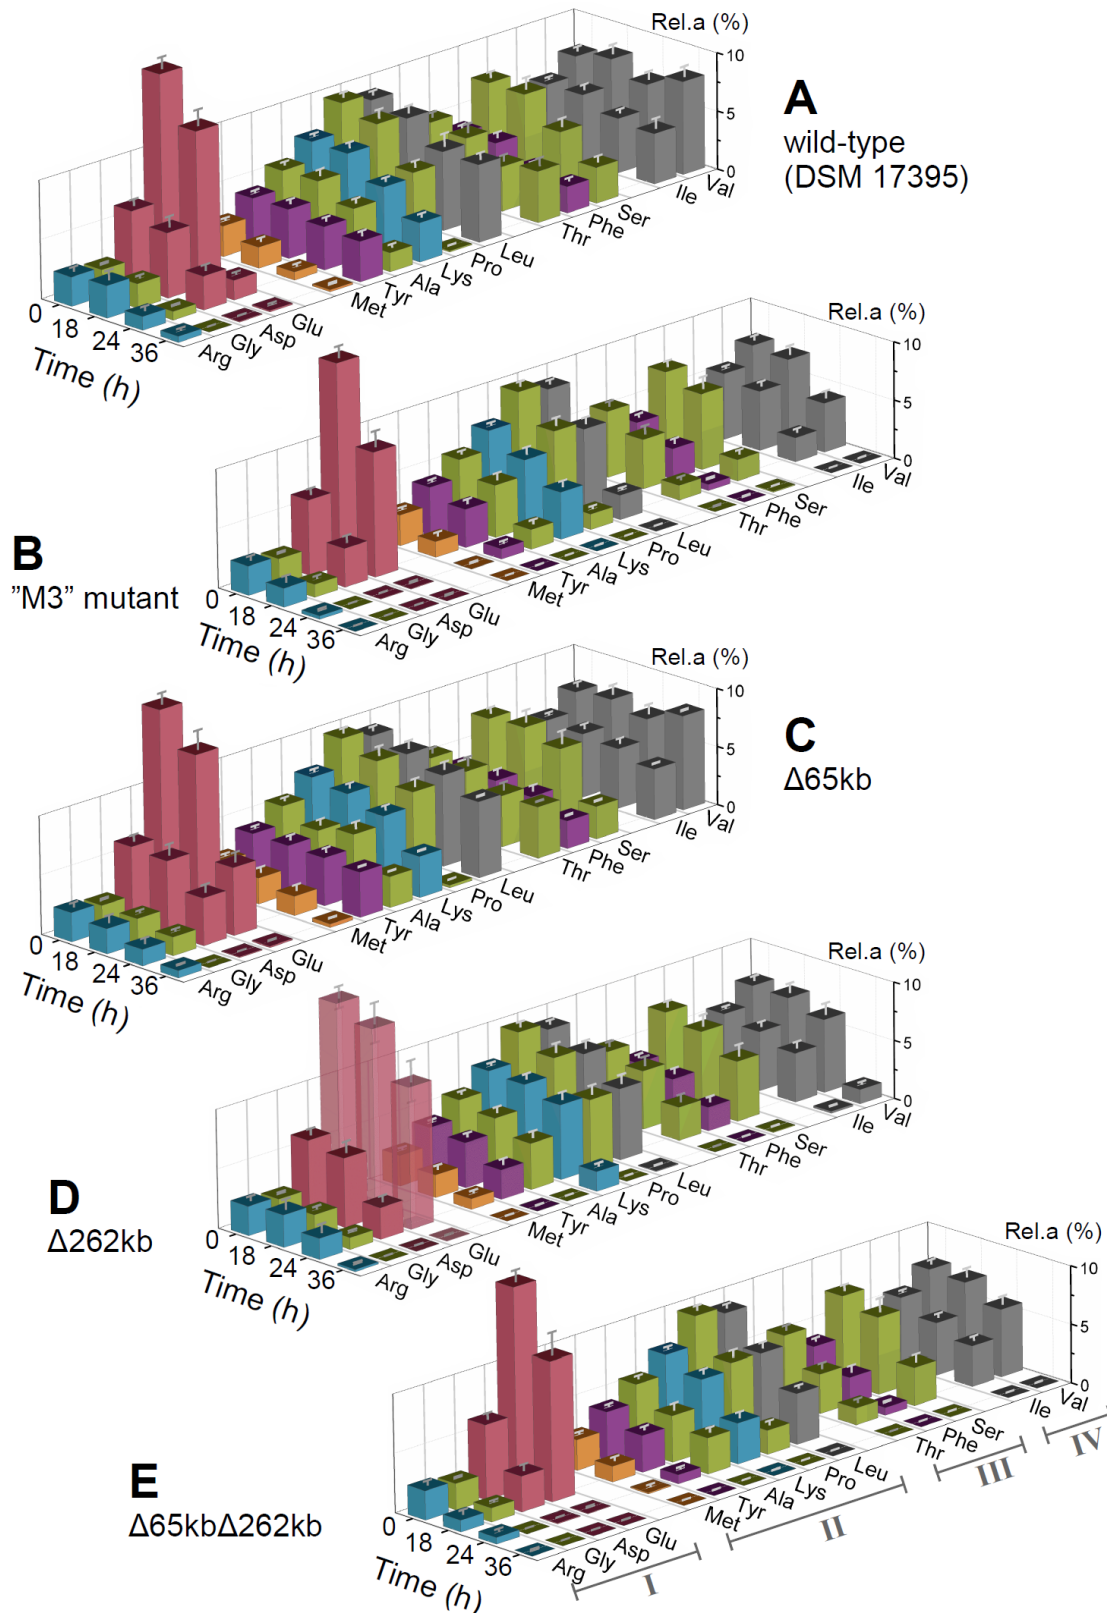 Rel.a (%)
10
5
0
A
wild-type
(DSM 17395)
Val
Ile
Ser
Phe
Thr
Leu
Pro
Lys
Ala
Tyr
Met
Glu
Asp
Gly
Arg
0
18
24
36
Time (h)
Rel.a (%)
10
5
0
B
”M3” mutant
Val
Ile
Ser
Phe
Thr
Leu
Pro
Lys
Ala
Tyr
Met
Glu
Asp
Gly
Arg
0
18
24
36
Time (h)
Rel.a (%)
10
5
0
C
Δ65kb
Val
Ile
Ser
Phe
Thr
Leu
Pro
Lys
Ala
Tyr
Met
Glu
Asp
Gly
Arg
0
18
24
36
Time (h)
Rel.a (%)
10
5
0
D
Δ262kb
Val
Ile
Ser
Phe
Thr
Leu
Pro
Lys
Ala
Tyr
Met
Glu
Asp
Gly
Arg
0
18
24
36
Time (h)
Rel.a (%)
10
5
0
E
Δ65kbΔ262kb
Val
Ile
Ser
Phe
Thr
Leu
Pro
Lys
Ala
Tyr
Met
Glu
Asp
Gly
Arg
0
18
24
36
Time (h)
I
II
III
IV